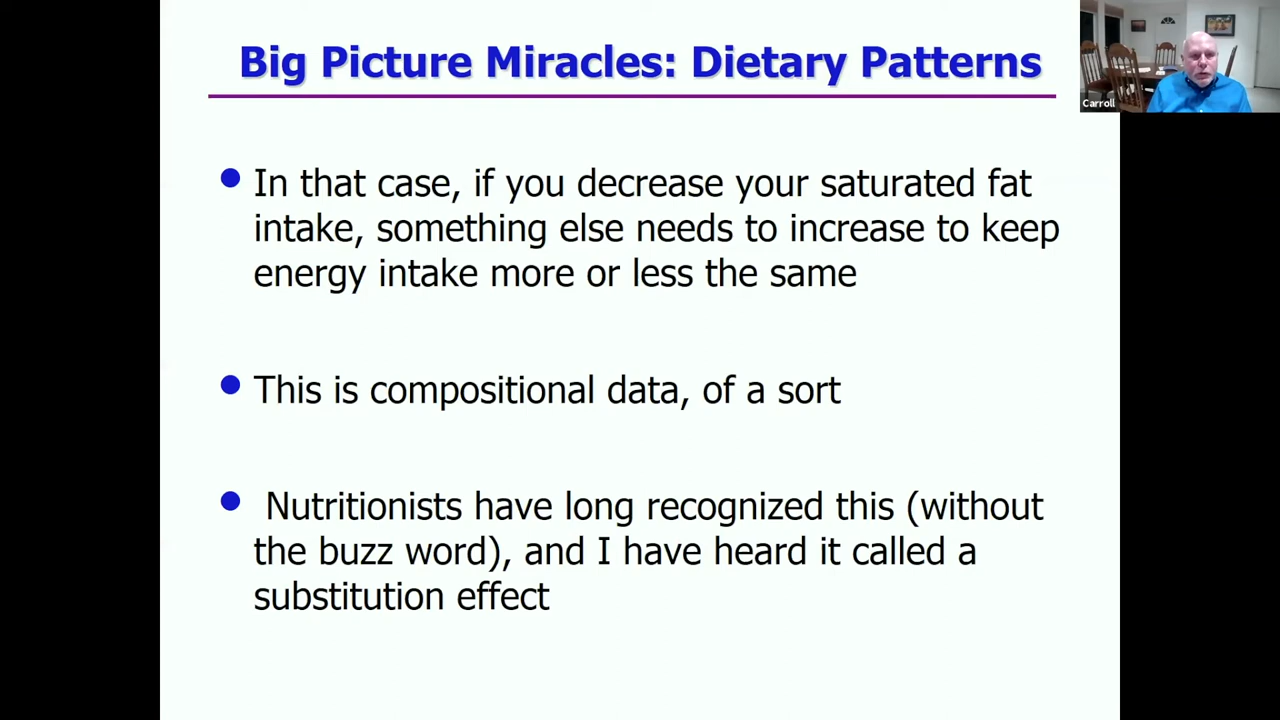 Big Picture Miracles: Dietary Patterns
Carroll
In that case, if you decrease your saturated fat
intake, something else needs to increase to keep
energy intake more or less the same
This is compositional data, of a sort
Nutritionists have long recognized this (without
the buzz word), and I have heard it called a
substitution effect